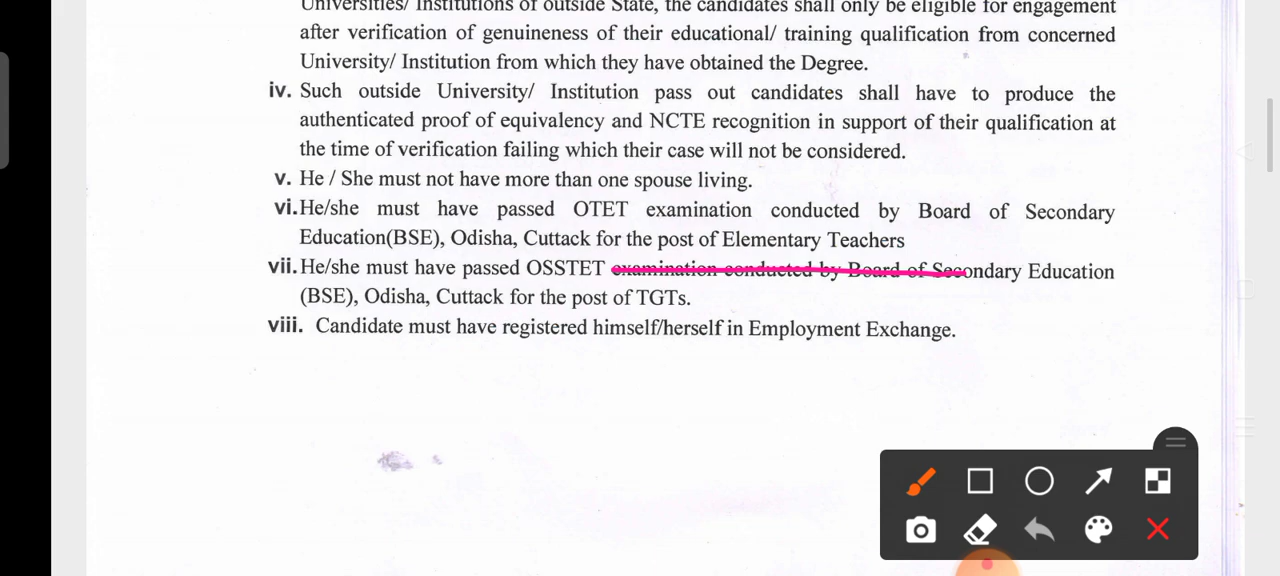 Universities/ Institutions of outside State, the candidates shall only be eligible for engagement
after verification of genuineness of their educational/ training qualification from concerned
University/ Institution from which they have obtained the Degree.
iv. Such outside University/ Institution pass out candidates shall have to produce the
authenticated proof of equivalency and NCTE recognition in support of their qualification at
the time of verification failing which their case will not be considered.
v. He / She must not have more than one spouse living.
vi. He/she must have passed OTET examination conducted by Board of Secondary
Education(BSE), Odisha, Cuttack for the post of Elementary Teachers
vii. He/she must have passed OSSTET examination conducted by Board of Secondary Education
(BSE), Odisha, Cuttack for the post of TGTs.
viii. Candidate must have registered himself/herself in Employment Exchange.